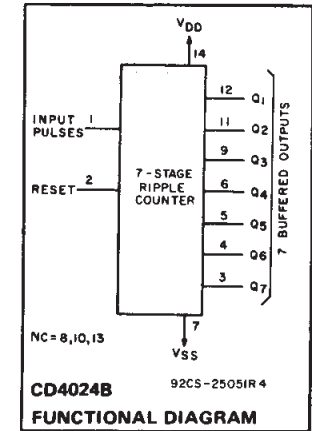 VDD
14
INPUT 1
PULSES
RESET 2
7-STAGE
RIPPLE
COUNTER
12 Q1
11 Q2
9 Q3
6 Q4
5 Q5
4 Q6
3 Q7
7 BUFFERED OUTPUTS
7
VSS
NC=8,10,13
92CS-25051R4
CD4024B
FUNCTIONAL DIAGRAM